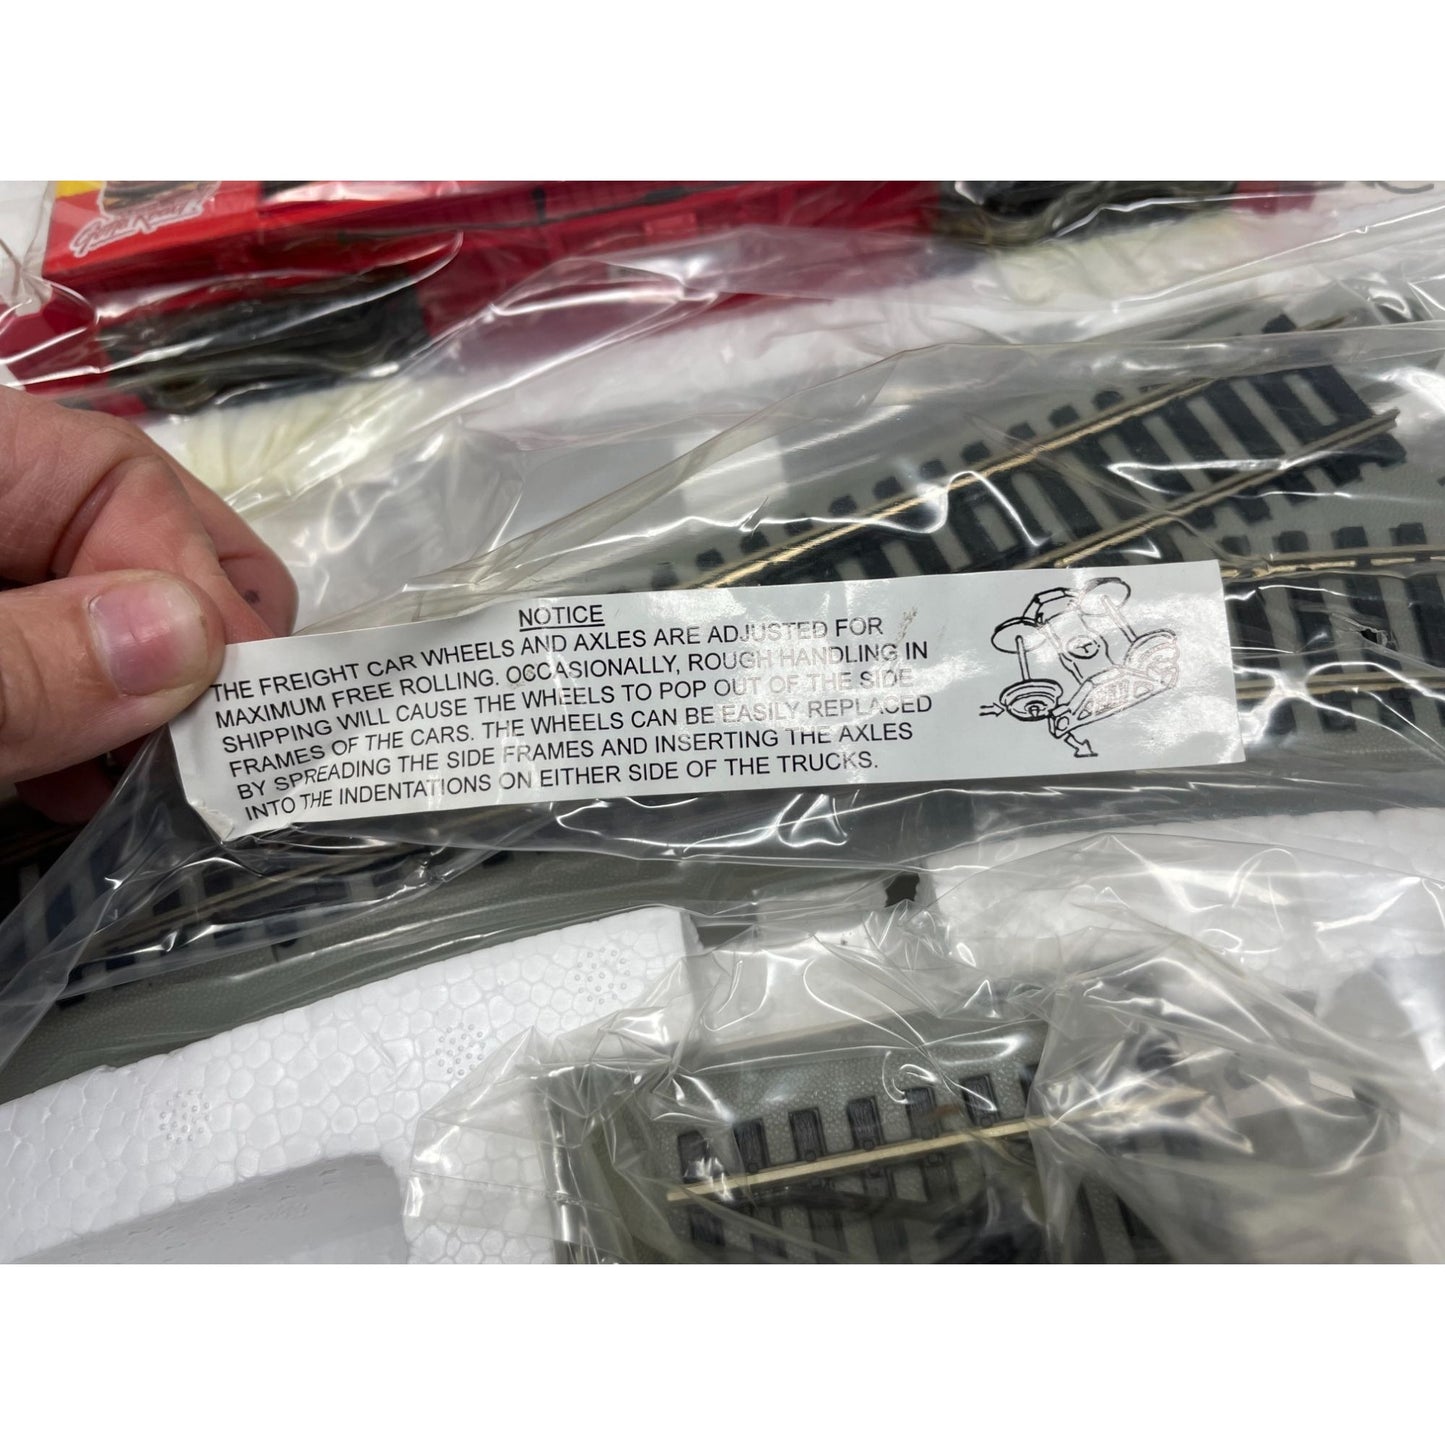 NOTICE
THE FREIGHT CAR WHEELS AND AXLES ARE ADJUSTED FOR
MAXIMUM FREE ROLLING. OCCASIONALLY, ROUGH HANDLING IN
SHIPPING WILL CAUSE THE WHEELS TO POP OUT OF THE SIDE
FRAMES OF THE CARS. THE WHEELS CAN BE EASILY REPLACED
BY SPREADING THE SIDE FRAMES AND INSERTING THE AXLES
INTO THE INDENTATIONS ON EITHER SIDE OF THE TRUCKS.